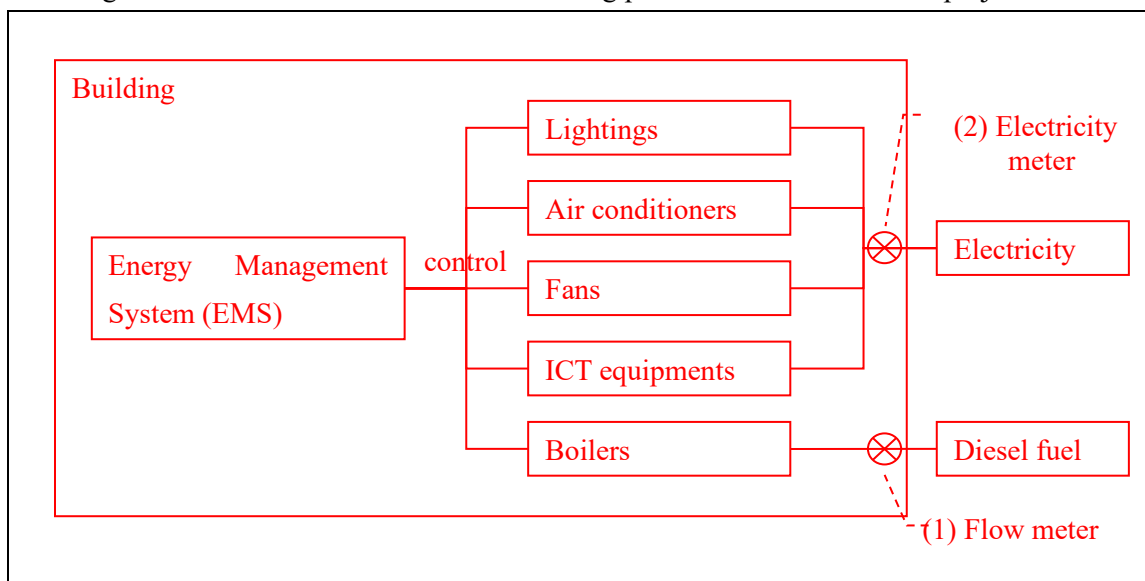 Building
Lightings
(2) Electricity
meter
Air conditioners
Electricity
Energy Management
control
System (EMS)
Fans
ICT equipments
Boilers
Diesel fuel
(1) Flow meter